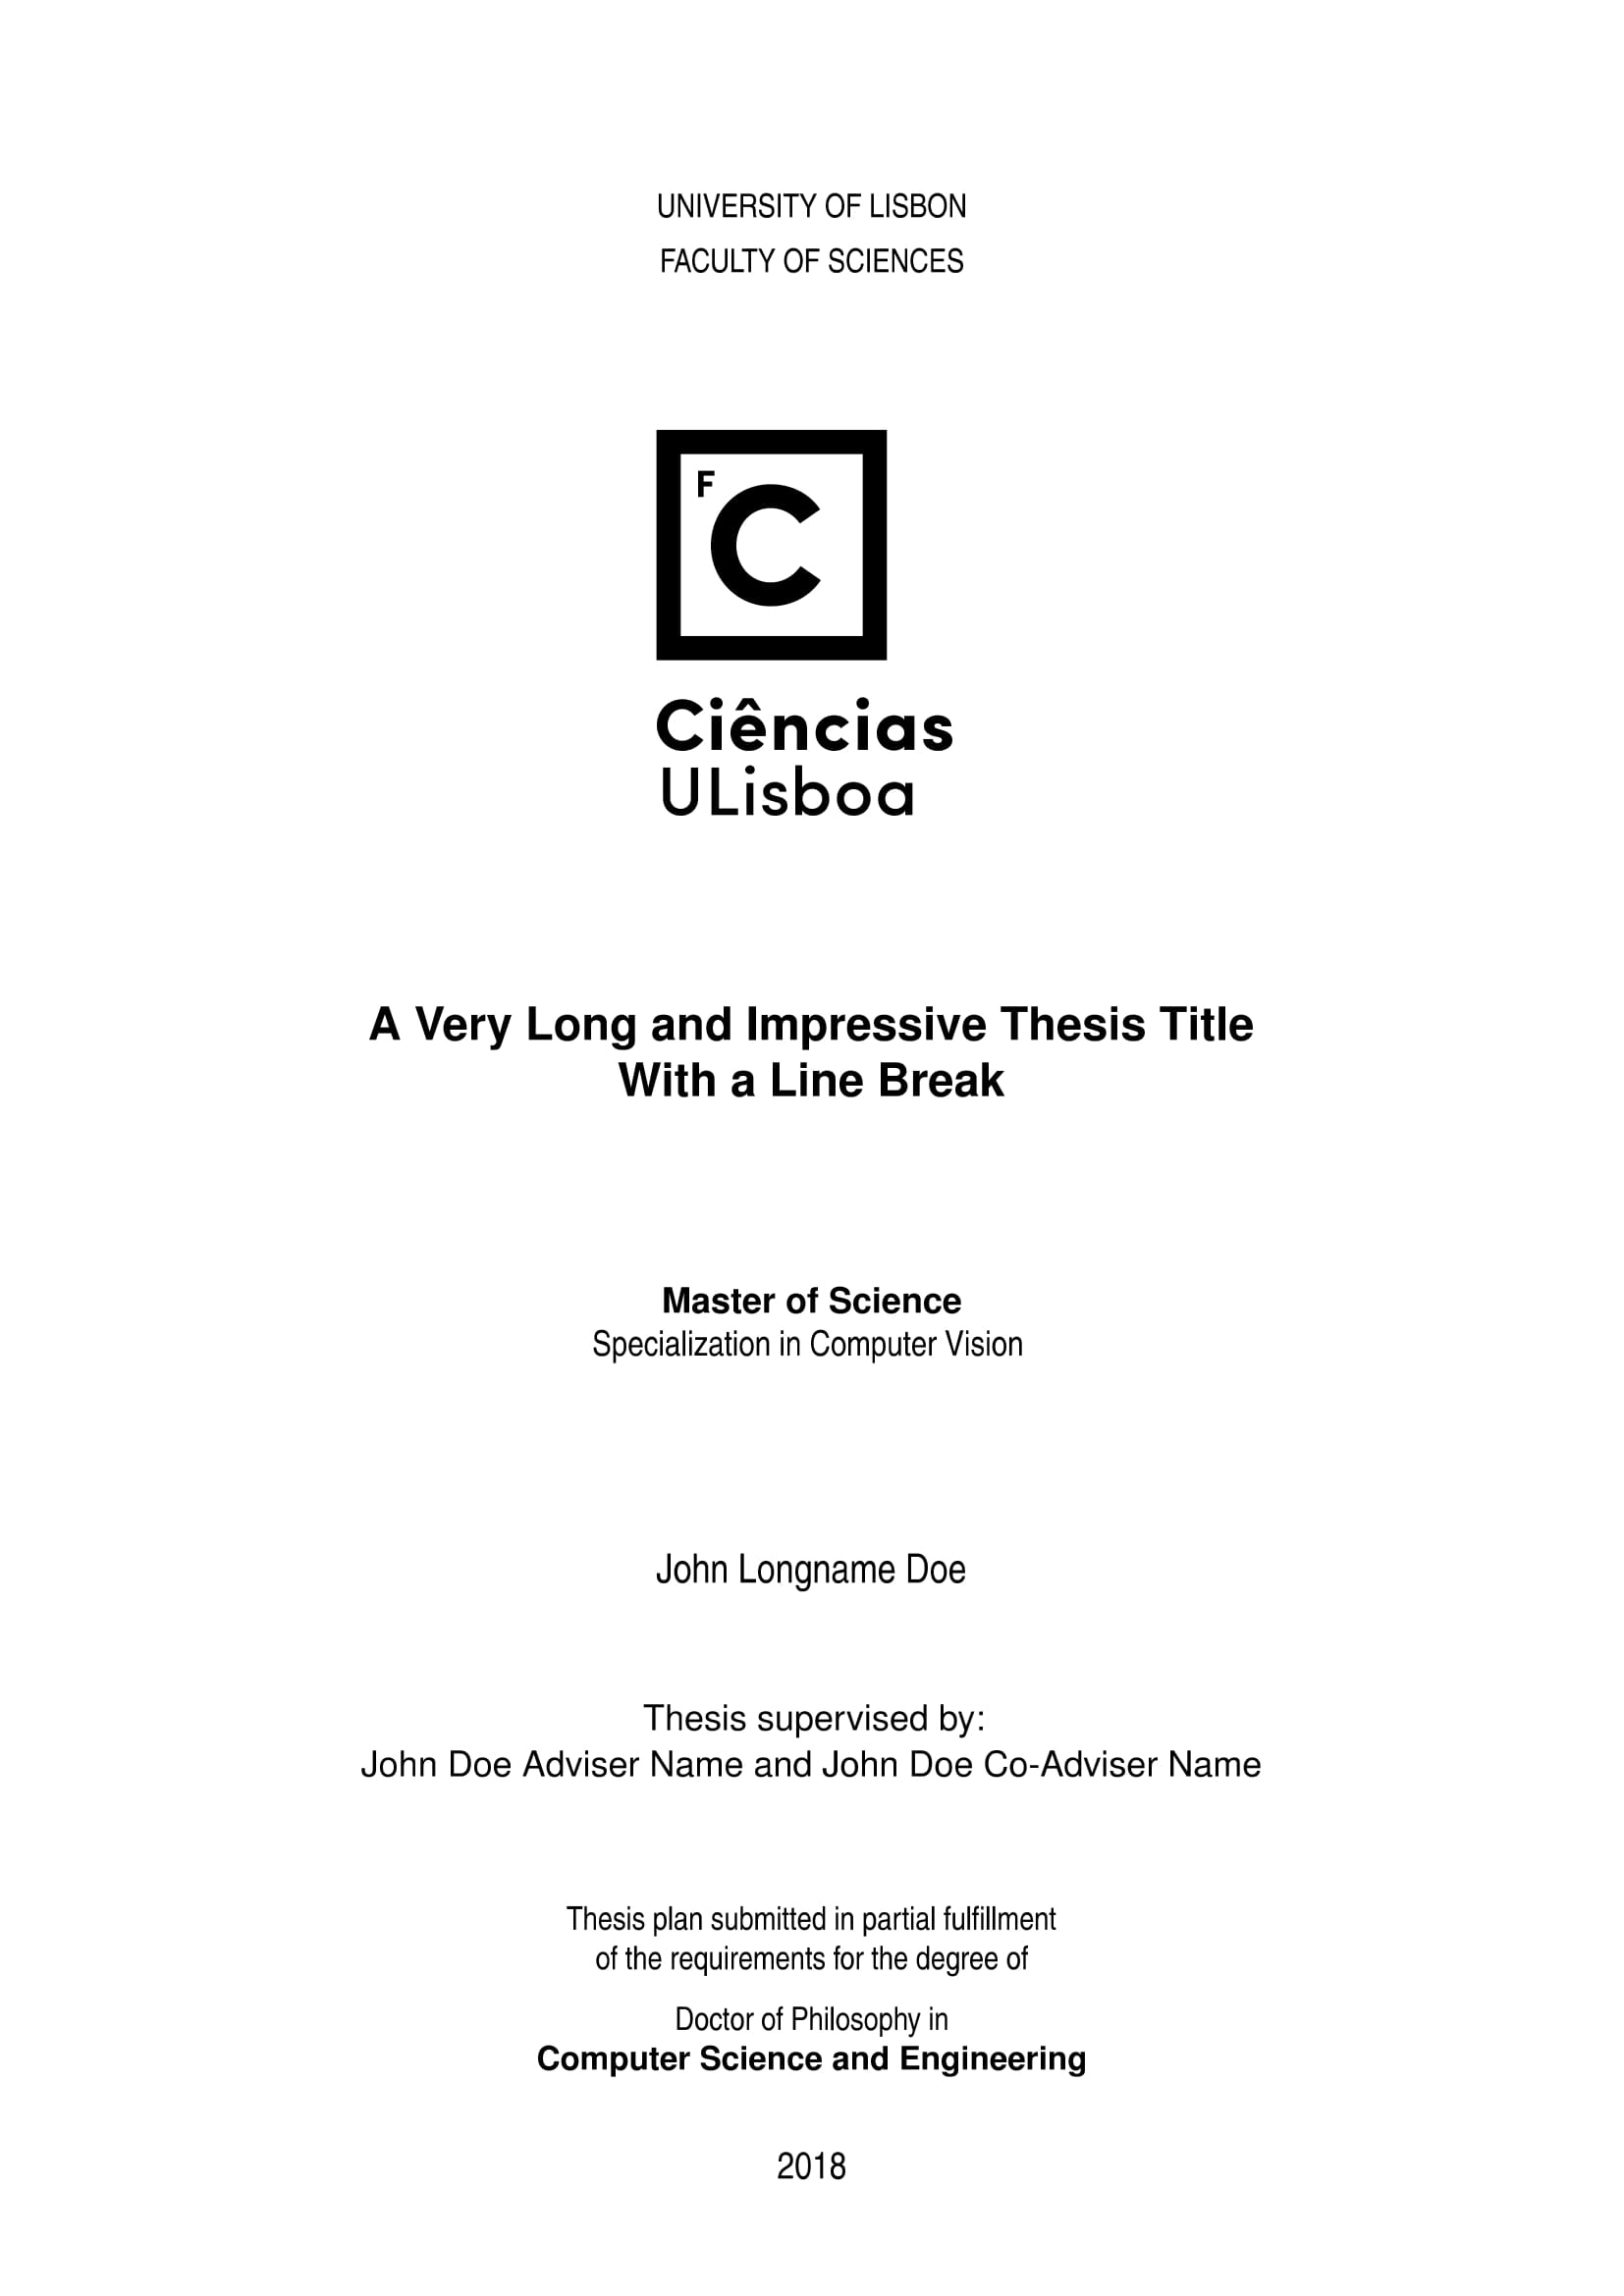 UNIVERSITY OF LISBON
FACULTY OF SCIENCES
F
C
Ciências
ULisboa
A Very Long and Impressive Thesis Title
With a Line Break
Master of Science
Specialization in Computer Vision
John Longname Doe
Thesis supervised by:
John Doe Adviser Name and John Doe Co-Adviser Name
Thesis plan submitted in partial fulfillment
of the requirements for the degree of
Doctor of Philosophy in
Computer Science and Engineering
2018